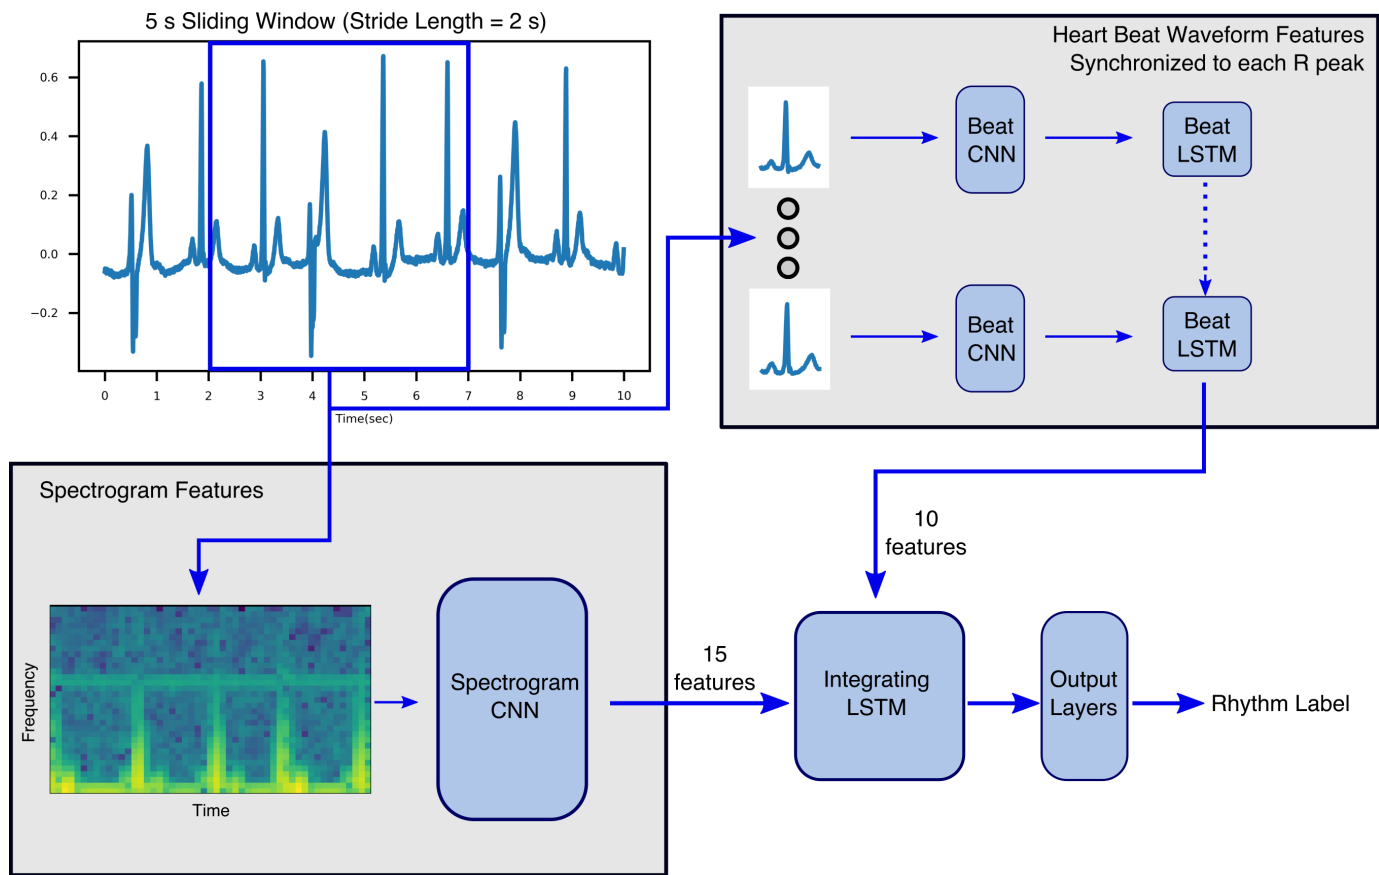 5 s Sliding Window (Stride Length = 2 s)
0.6
0.4
0.2
0.0
−0.2
0 1 2 3 4 5 6 7 8 9 10
Time(sec)
Heart Beat Waveform Features
Synchronized to each R peak
Beat
CNN
Beat
LSTM
Beat
CNN
Beat
LSTM
Spectrogram Features
Frequency
Time
Spectrogram
CNN
15
features
10
features
Integrating
LSTM
Output
Layers
Rhythm Label